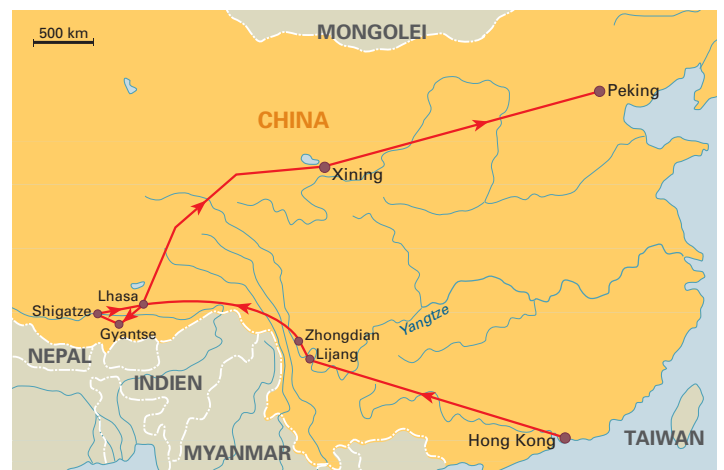 500 km
MONGOLEI
Peking
CHINA
Xining
Lhasa
Shigatze
Gyantse
Yangtze
Zhongdian
Lijang
NEPAL
INDIEN
Hong Kong
TAIWAN
MYANMAR